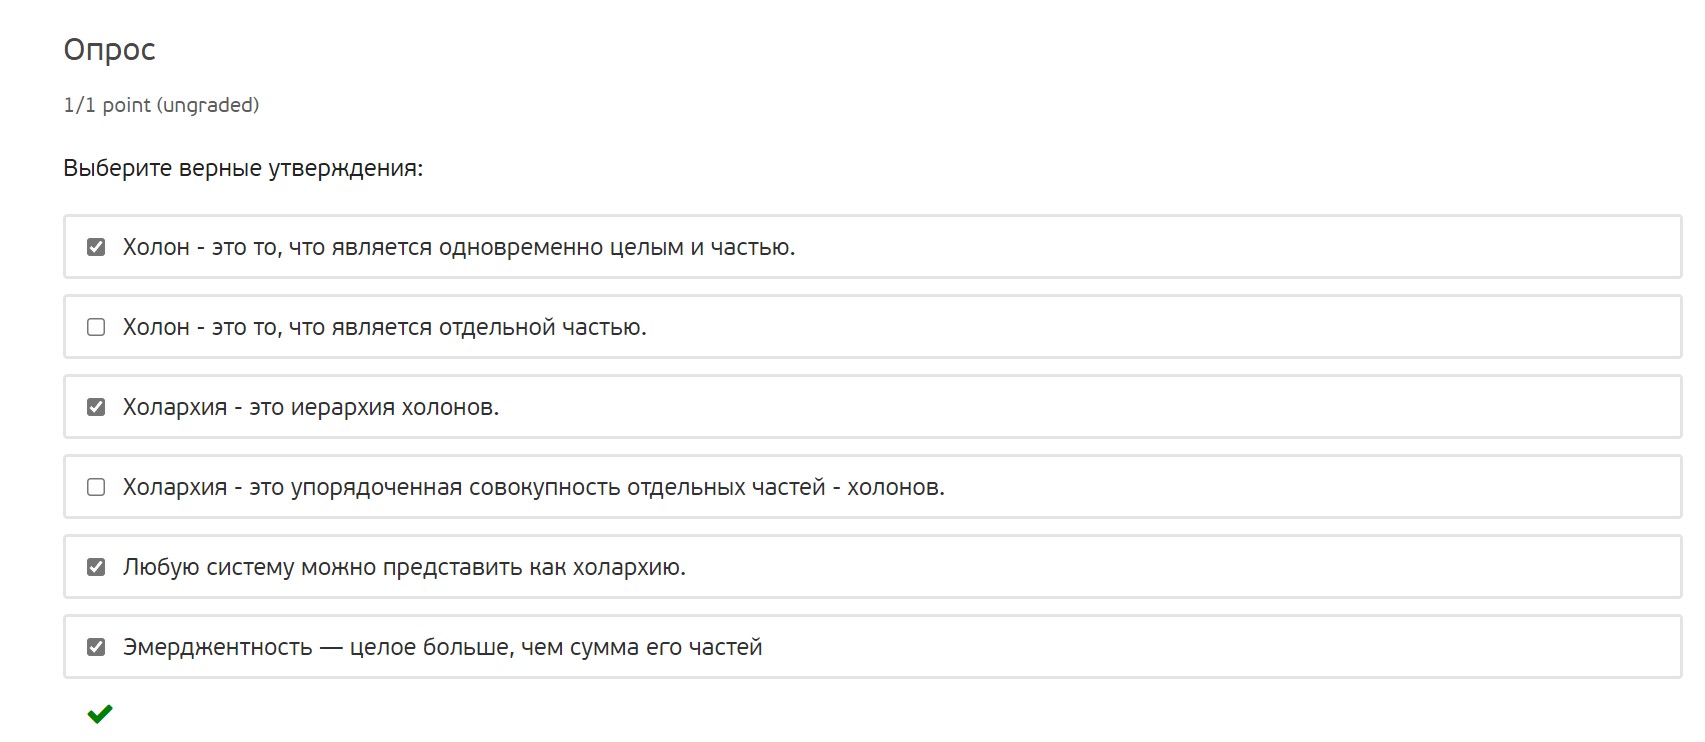 Опрос
1/1 point (ungraded)
Выберите верные утверждения:
Холон - это то, что является одновременно целым и частью.
Холон - это то, что является отдельной частью.
Холархия - это иерархия холонов.
Холархия - это упорядоченная совокупность отдельных частей - холонов.
Любую систему можно представить как холархию.
Эмерджентность — целое больше, чем сумма его частей